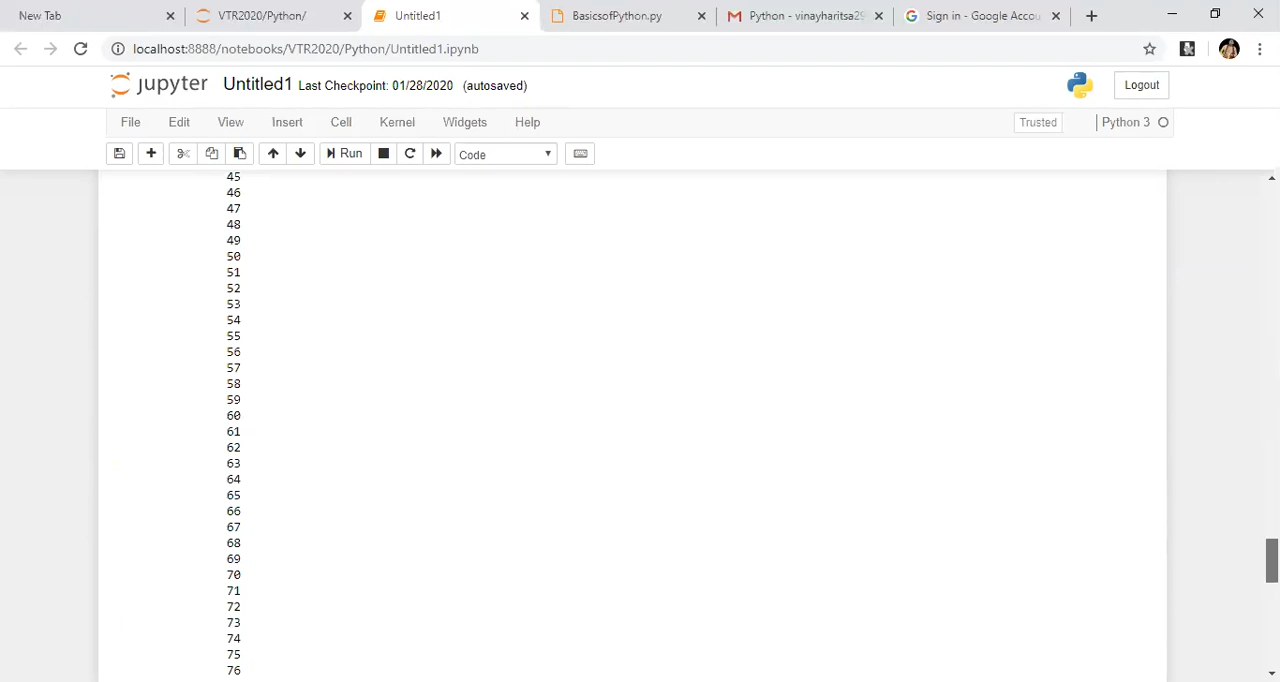 New Tab
VTR2020/Python/
Untitled1
BasicsofPython.py
Python - vinayharitsa29
Sign in - Google Accou
localhost:8888/notebooks/VTR2020/Python/Untitled1.ipynb
jupyter Untitled1 Last Checkpoint: 01/28/2020 (autosaved)
Logout
File Edit View Insert Cell Kernel Widgets Help
Trusted
Python 3
Run
Code
45
46
47
48
49
50
51
52
53
54
55
56
57
58
59
60
61
62
63
64
65
66
67
68
69
70
71
72
73
74
75
76